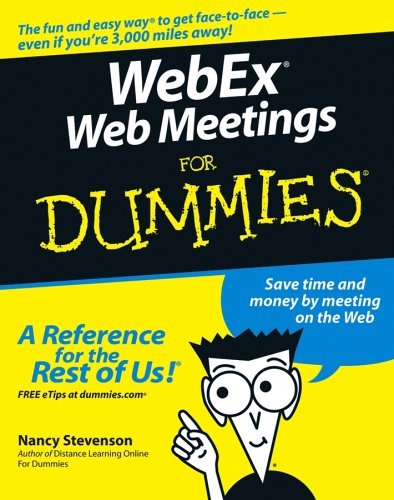 The fun and easy way® to get face-to-face —
even if you're 3,000 miles away!
WebEx®
Web Meetings
FOR
DUMMIES®
Save time and
money by meeting
on the Web
A Reference
for the
Rest of Us!®
FREE eTips at dummies.com®
Nancy Stevenson
Author of Distance Learning Online
For Dummies